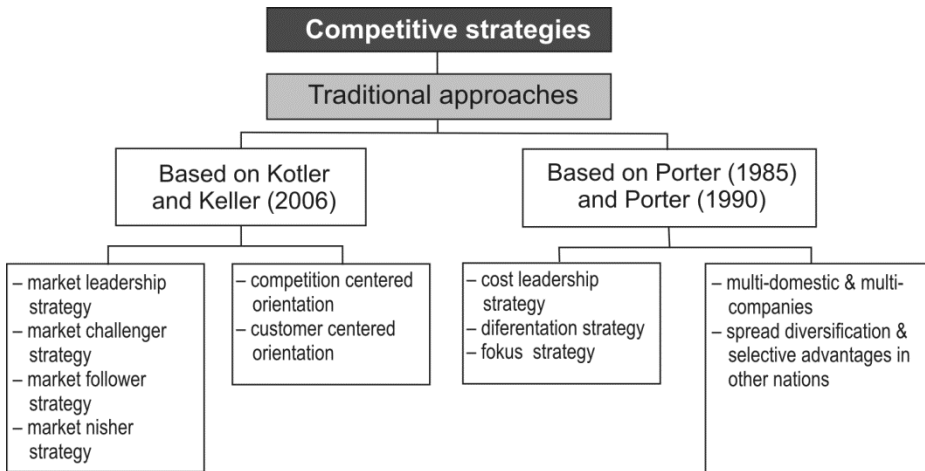 Competitive strategies
Traditional approaches
Based on Kotler
and Keller (2006)
Based on Porter (1985)
and Porter (1990)
– market leadership
strategy
– market challenger
strategy
– market follower
strategy
– market nisher
strategy
– competition centered
orientation
– customer centered
orientation
– cost leadership
strategy
– diferentation strategy
– fokus strategy
– multi-domestic & multi-
companies
– spread diversification &
selective advantages in
other nations